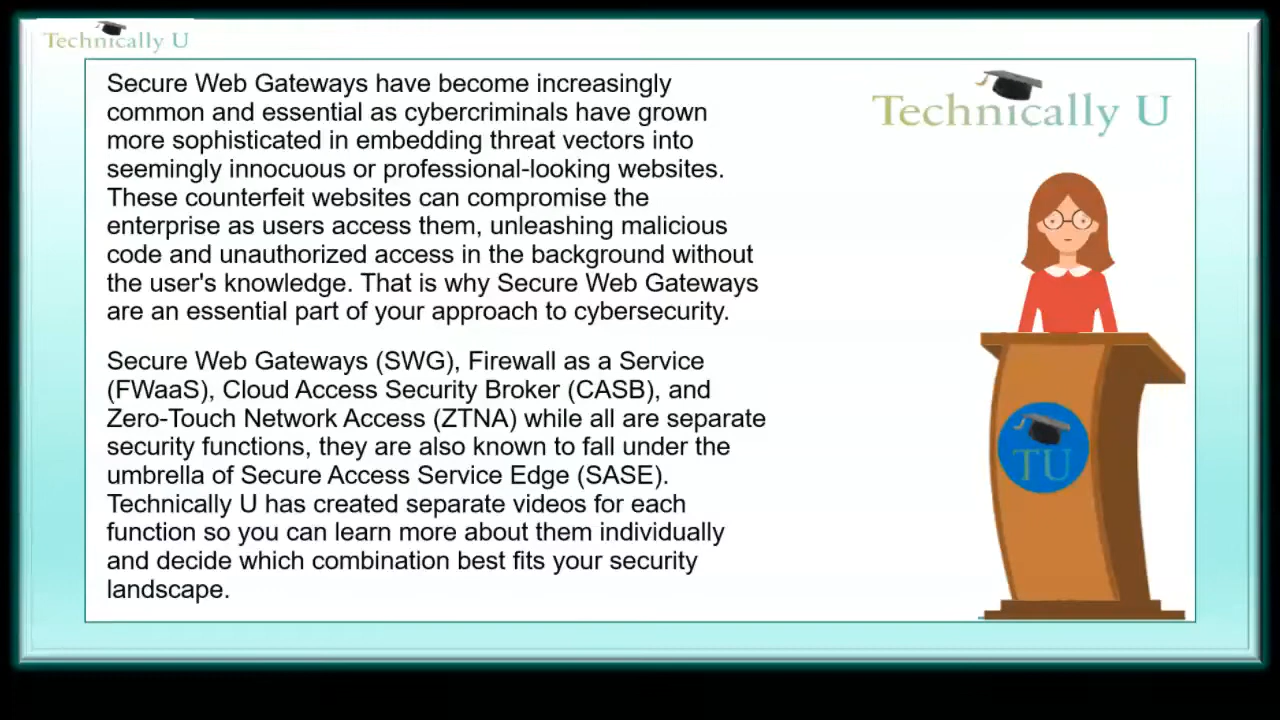 Technically U
Secure Web Gateways have become increasingly
common and essential as cybercriminals have grown
more sophisticated in embedding threat vectors into
seemingly innocuous or professional-looking websites.
These counterfeit websites can compromise the
enterprise as users access them, unleashing malicious
code and unauthorized access in the background without
the user's knowledge. That is why Secure Web Gateways
are an essential part of your approach to cybersecurity.
Secure Web Gateways (SWG), Firewall as a Service
(FWaaS), Cloud Access Security Broker (CASB), and
Zero-Touch Network Access (ZTNA) while all are separate
security functions, they are also known to fall under the
umbrella of Secure Access Service Edge (SASE).
Technically U has created separate videos for each
function so you can learn more about them individually
and decide which combination best fits your security
landscape.
Technically U
TU